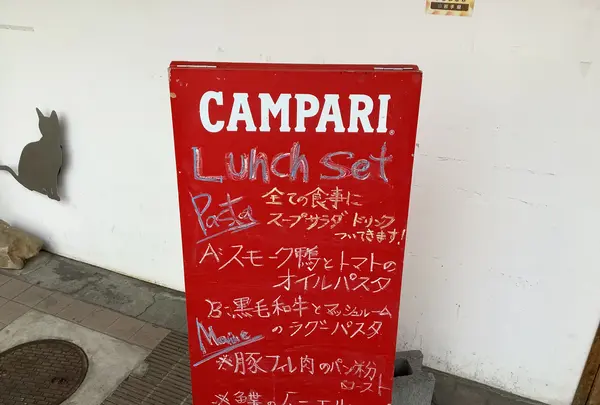 CAMPARI
Lunch Set
Pasta
全ての食事に
スープサラダ ドリンク
ついてきます!
A:スモーク鴨とトマトの
オイルパスタ
B:黒毛和牛とマッシュルーム
のラグーパスタ
Maine
※豚フィレ肉のパン粉
ロースト